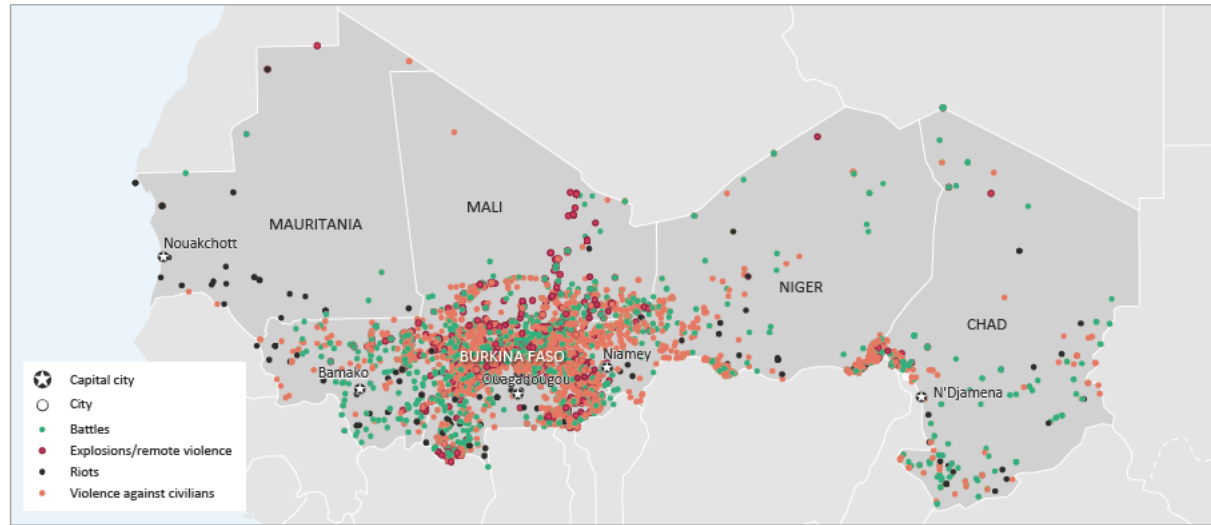 MALI
MAURITANIA
Nouakchott
NIGER
CHAD
BURKINA FASO
Niamey
Bamako
Ouagadougou
N'Djamena
Capital city
City
Battles
Explosions/remote violence
Riots
Violence against civilians